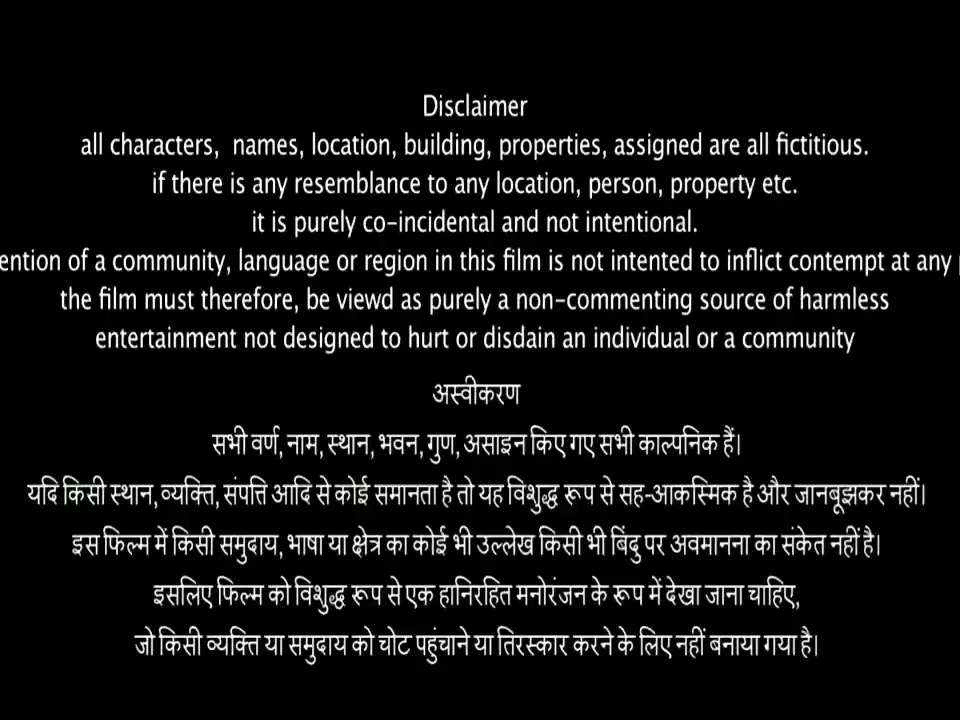 Disclaimer
all characters,  names, location, building, properties, assigned are all fictitious.
if there is any resemblance to any location, person, property etc.
it is purely co-incidental and not intentional.
of a community, language or region in this film is not intented to inflict contempt at any
the film must therefore, be viewd as purely a non-commenting source of harmless
entertainment not designed to hurt or disdain an individual or a community
अस्वीकरण
सभी वर्ण, नाम, स्थान, भवन, गुण, असाइन किए गए सभी काल्पनिक हैं।
यदि किसी स्थान, व्यक्ति, संपत्ति आदि से कोई समानता है तो यह विशुद्ध रूप से सह-आकस्मिक है और जानबूझकर नहीं।
इस फिल्म में किसी समुदाय, भाषा या क्षेत्र का कोई भी उल्लेख किसी भी बिंदु पर अवमानना का संकेत नहीं है।
इसलिए फिल्म को विशुद्ध रूप से एक हानिरहित मनोरंजन के रूप में देखा जाना चाहिए,
जो किसी व्यक्ति या समुदाय को चोट पहुंचाने या तिरस्कार करने के लिए नहीं बनाया गया है।